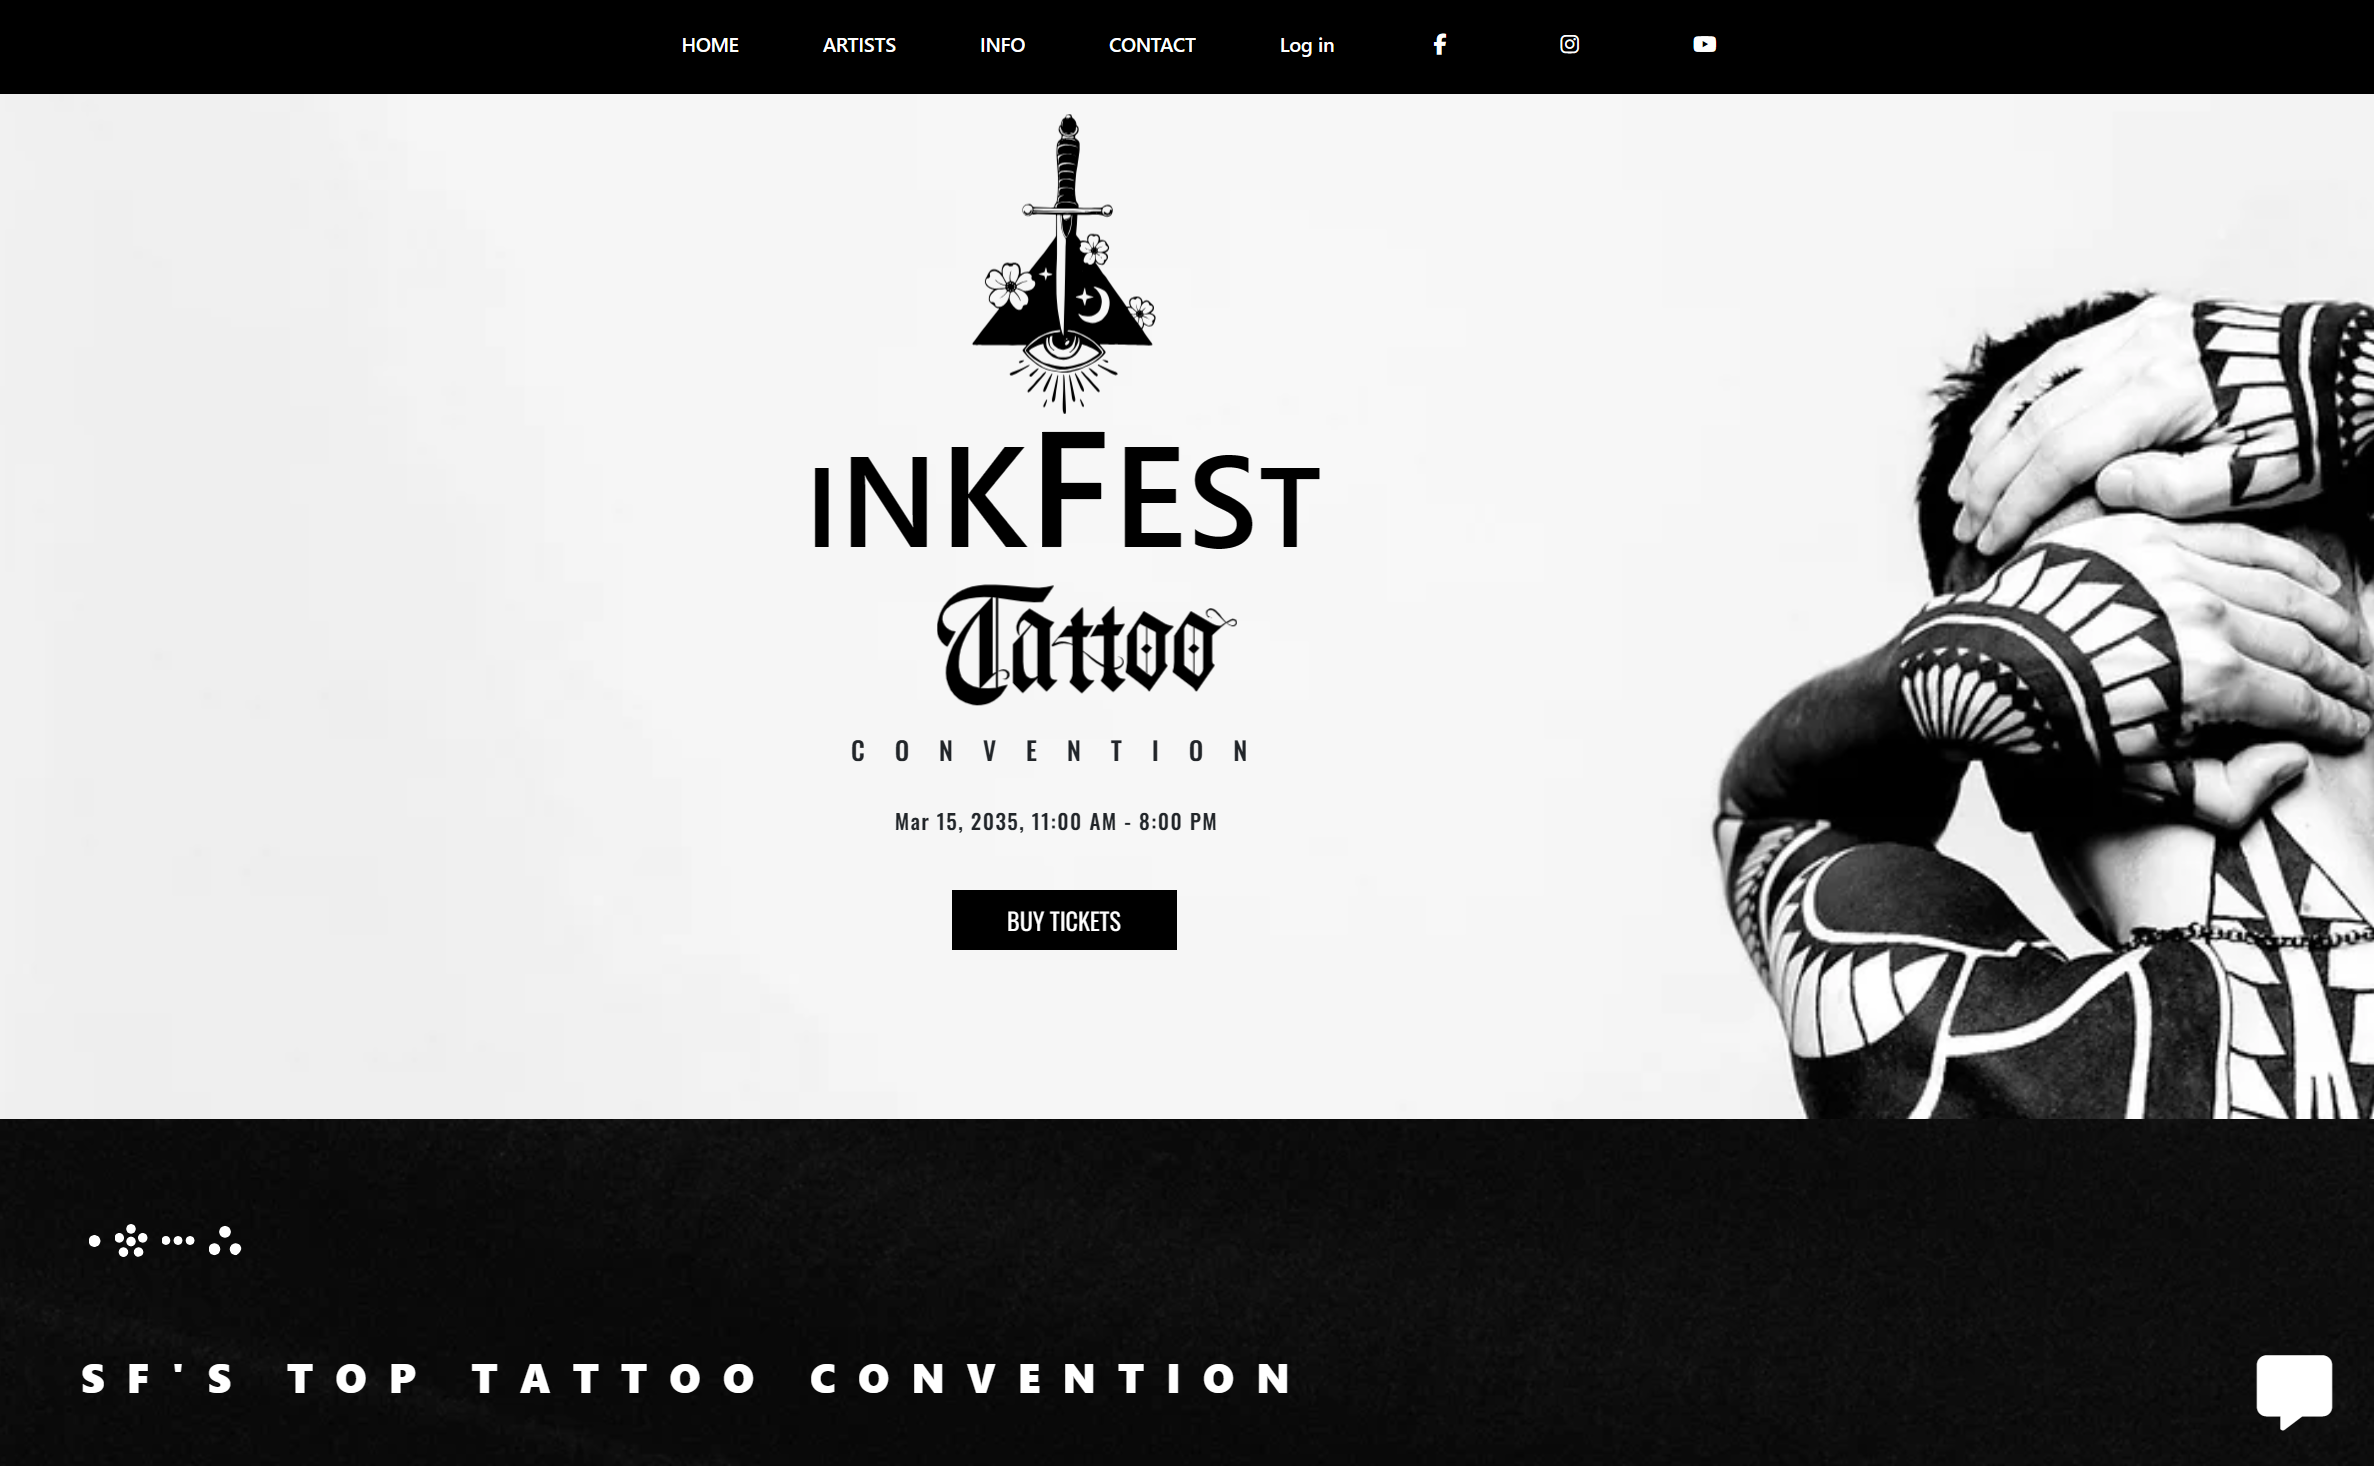 HOME ARTISTS INFO CONTACT Log in
INKFEST
Tattoo
CONVENTION
Mar 15, 2035, 11:00 AM - 8:00 PM
BUY TICKETS
SF'S TOP TATTOO CONVENTION